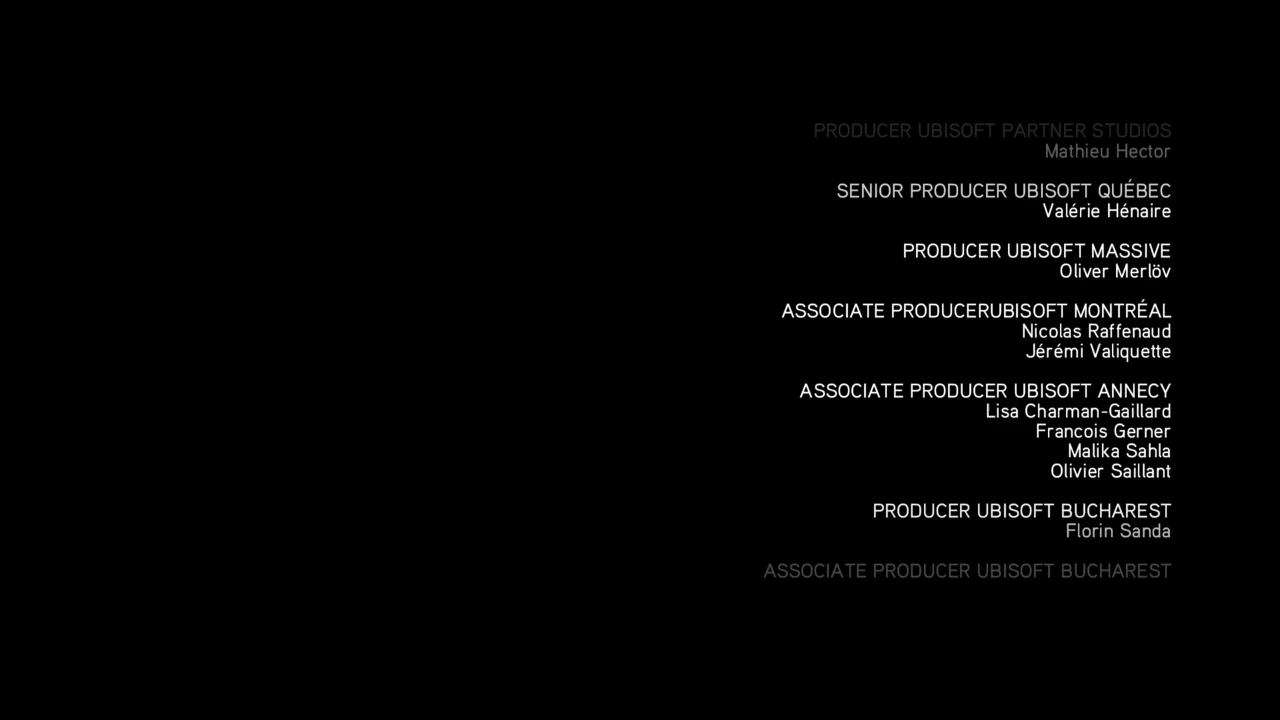 PRODUCER UBISOFT PARTNER STUDIOS
Mathieu Hector
SENIOR PRODUCER UBISOFT QUÉBEC
Valérie Hénaire
PRODUCER UBISOFT MASSIVE
Oliver Merlöv
ASSOCIATE PRODUCERUBISOFT MONTRÉAL
Nicolas Raffenaud
Jérémi Valiquette
ASSOCIATE PRODUCER UBISOFT ANNECY
Lisa Charman-Gaillard
Francois Gerner
Malika Sahla
Olivier Saillant
PRODUCER UBISOFT BUCHAREST
Florin Sanda
ASSOCIATE PRODUCER UBISOFT BUCHAREST